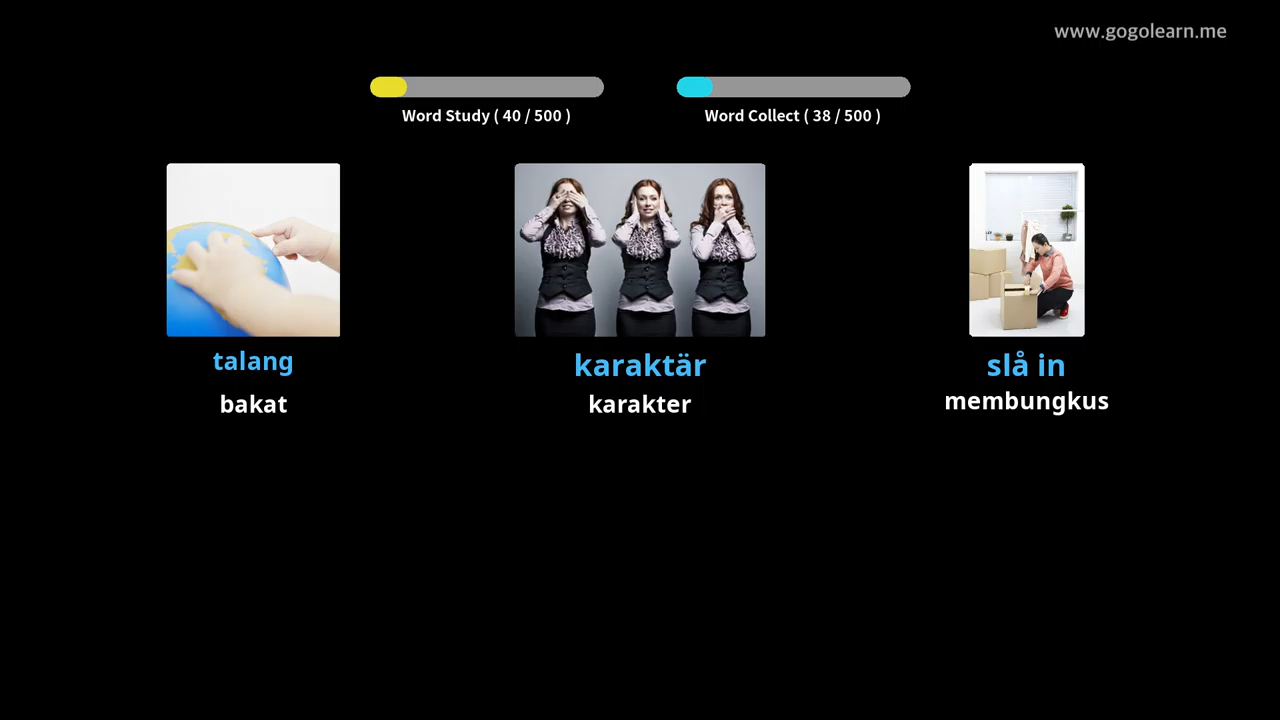 www.gogolearn.me
Word Study ( 40 / 500 )
Word Collect ( 38 / 500 )
talang
karaktär
slå in
bakat
karakter
membungkus